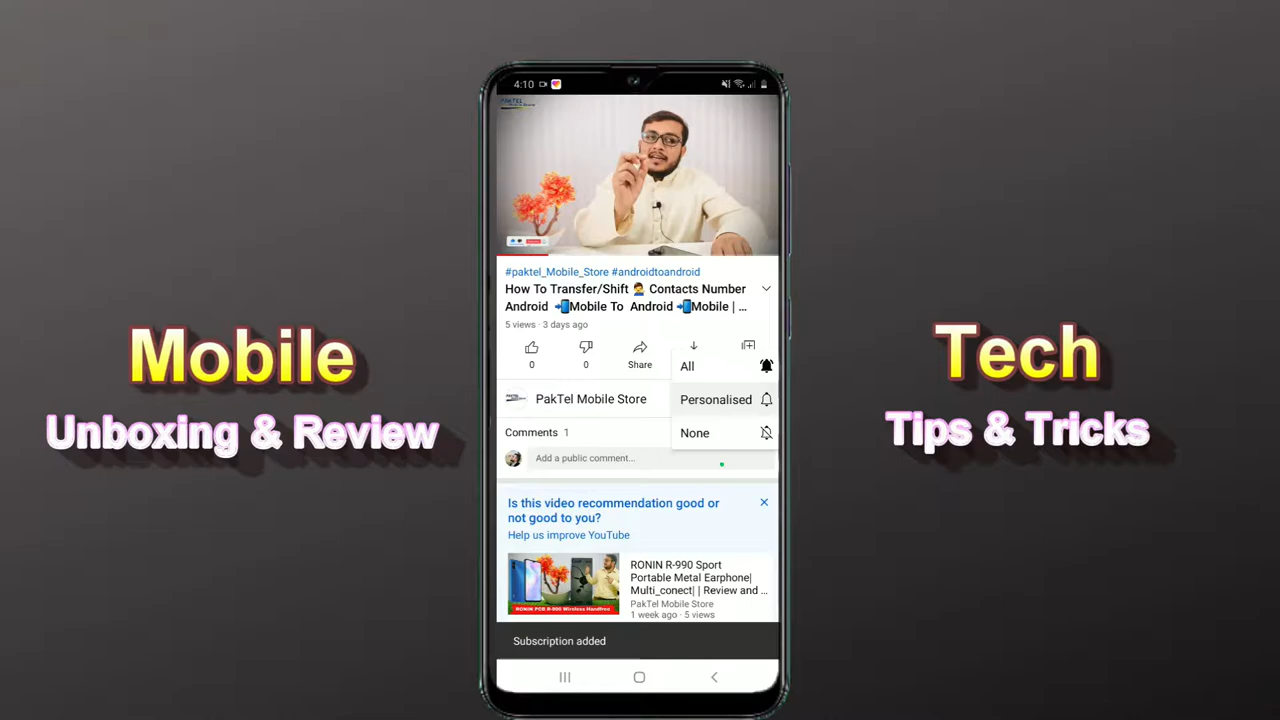 4:10
PAKTEL
#paktel_Mobile_Store #androidtoandroid
How To Transfer/Shift 🙍 Contacts Number
Android 📲Mobile To Android 📲Mobile | ...
5 views · 3 days ago
0
0
Share
All
Personalised
None
PakTel Mobile Store
Comments 1
Add a public comment...
Is this video recommendation good or
not good to you?
Help us improve YouTube
RONIN R-990 Sport
Portable Metal Earphone|
Multi_conect| | Review and ...
PakTel Mobile Store
1 week ago · 5 views
Subscription added
Mobile
Unboxing & Review
Tech
Tips & Tricks